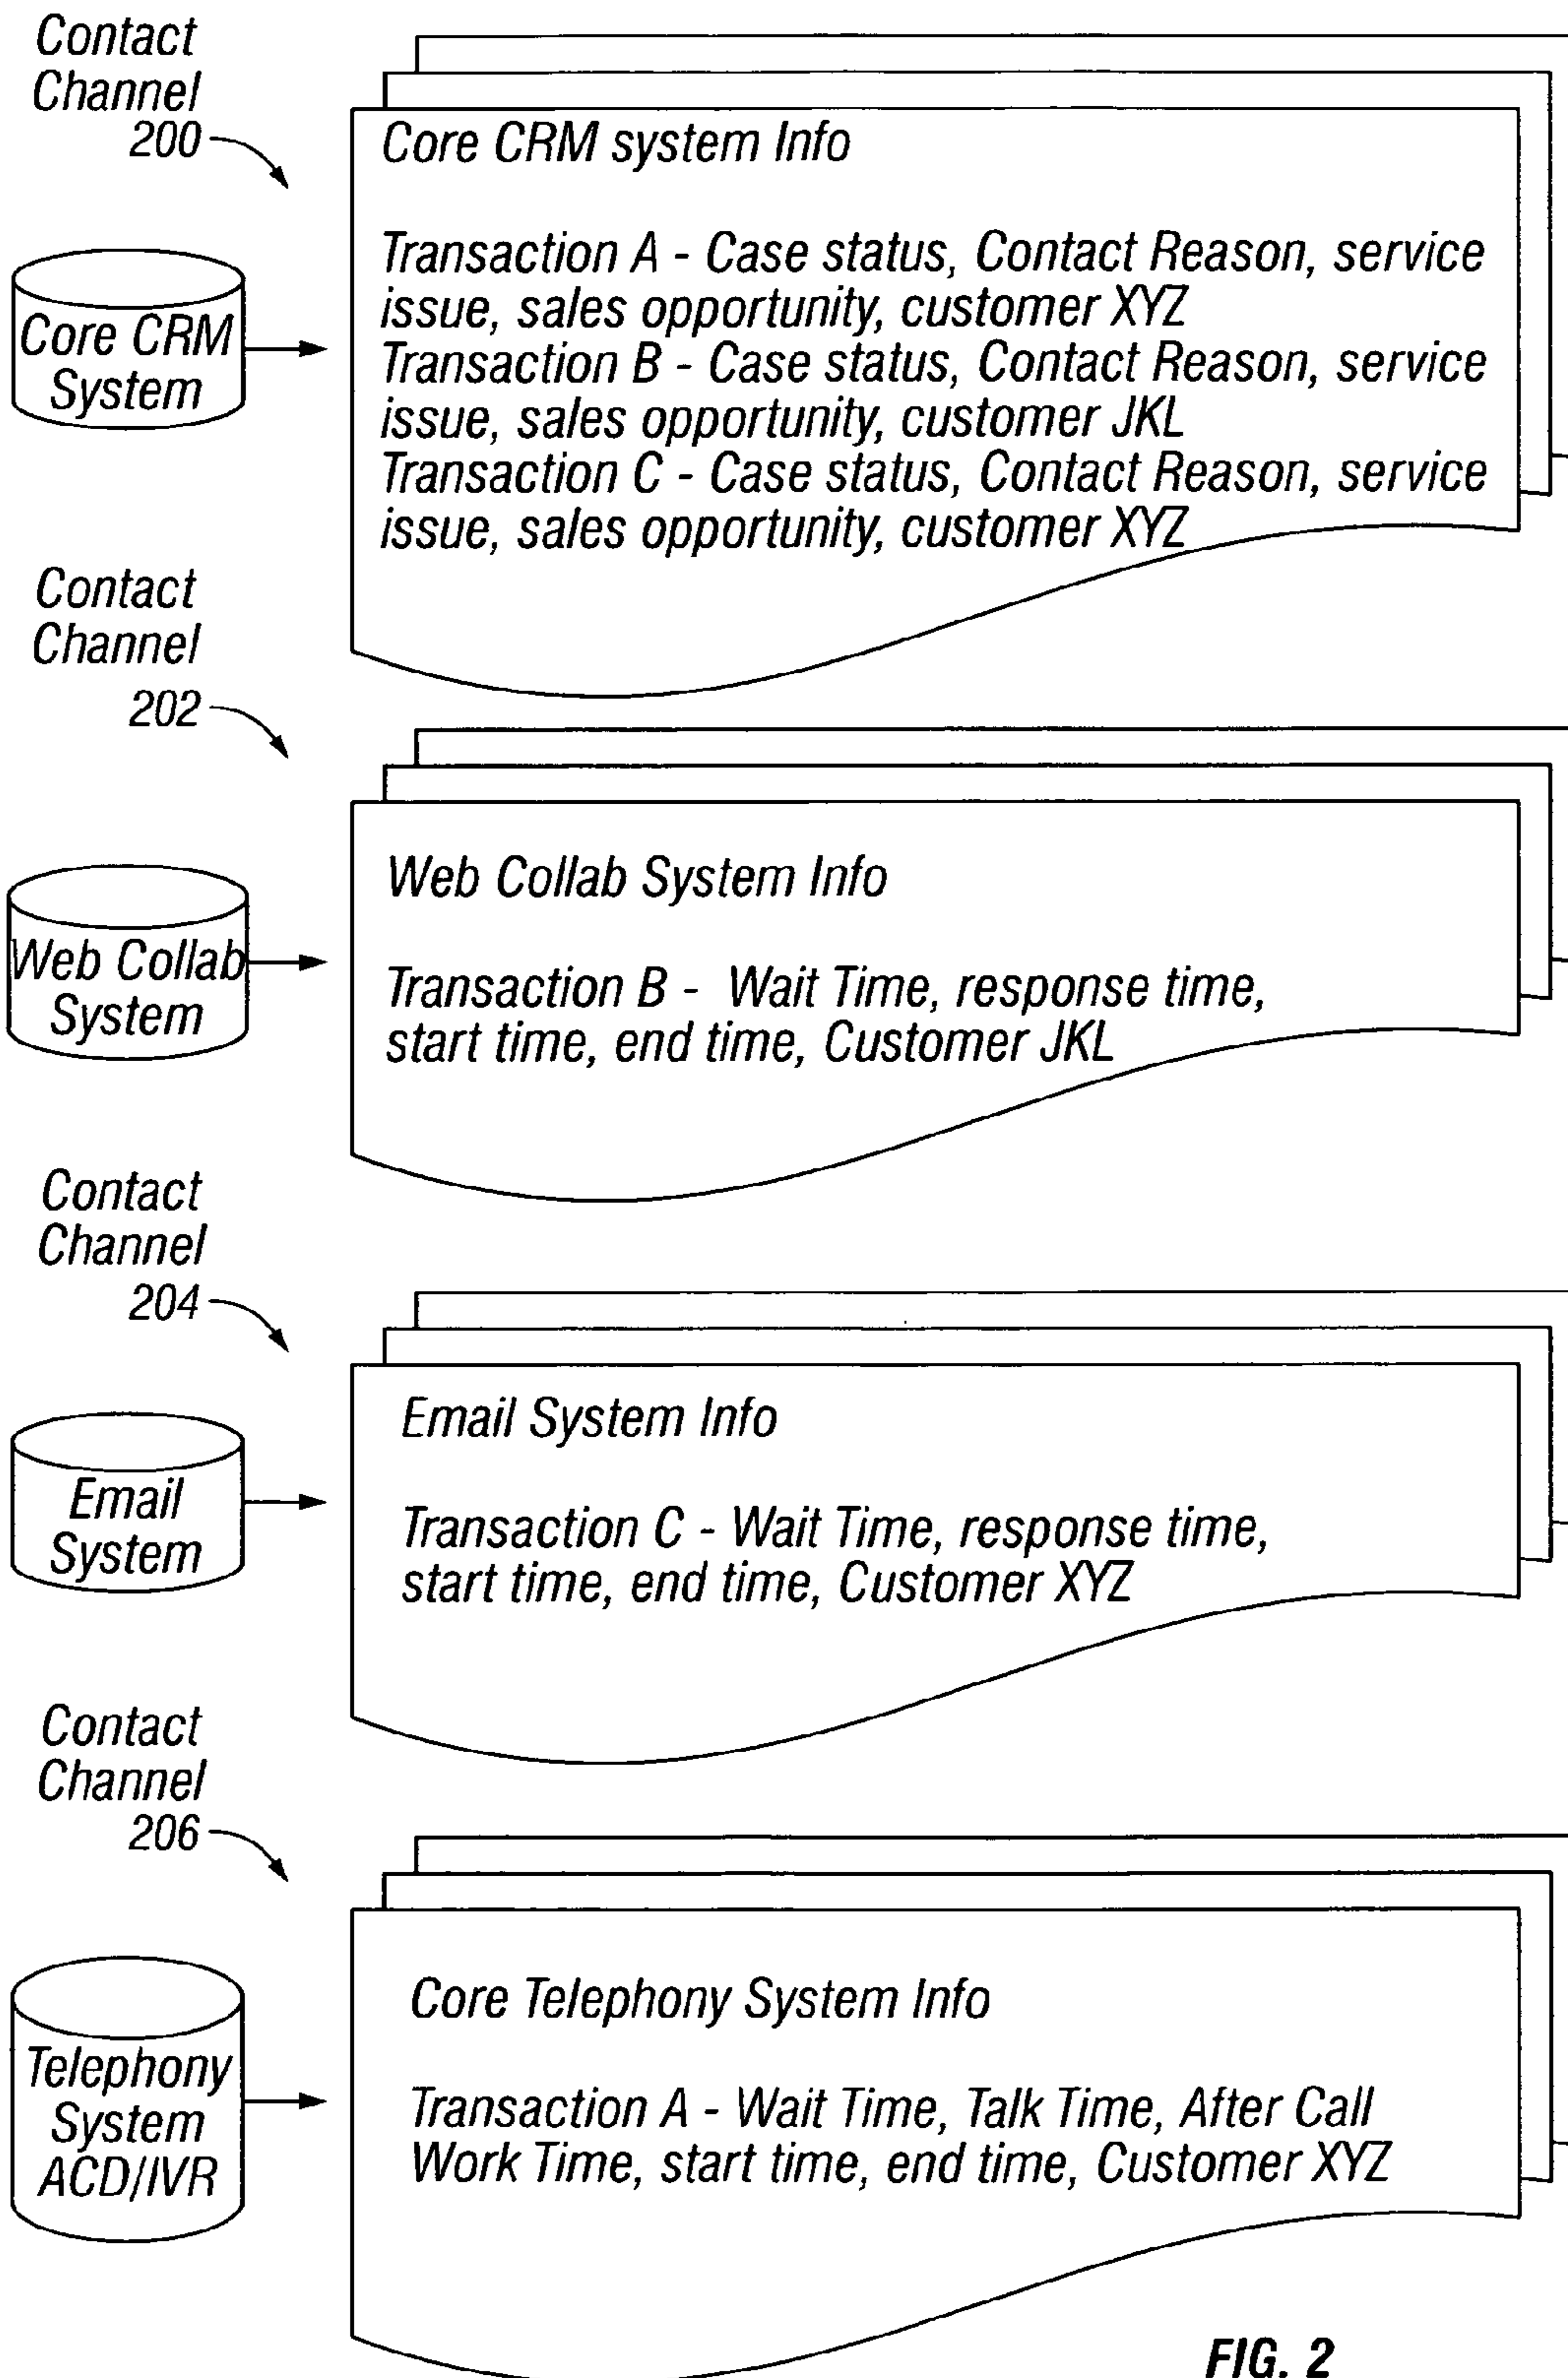 Contact
Channel
200
Core CRM system Info
Transaction A - Case status, Contact Reason, service
issue, sales opportunity, customer XYZ
Transaction B - Case status, Contact Reason, service
issue, sales opportunity, customer JKL
Transaction C - Case status, Contact Reason, service
issue, sales opportunity, customer XYZ
Core CRM
System
Contact
Channel
202
Web Collab System Info
Transaction B - Wait Time, response time,
start time, end time, Customer JKL
Web Collab
System
Contact
Channel
204
Email System Info
Transaction C - Wait Time, response time,
start time, end time, Customer XYZ
Email
System
Contact
Channel
206
Core Telephony System Info
Transaction A - Wait Time, Talk Time, After Call
Work Time, start time, end time, Customer XYZ
Telephony
System
ACD/IVR
FIG. 2